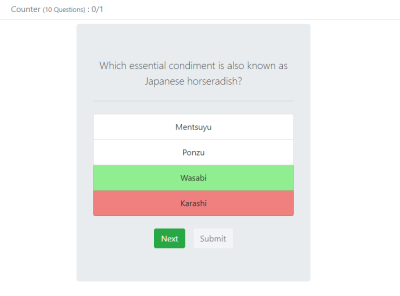 Counter (10 Questions) : 0/1
Which essential condiment is also known as
Japanese horseradish?
Mentsuyu
Ponzu
Wasabi
Karashi
Next Submit